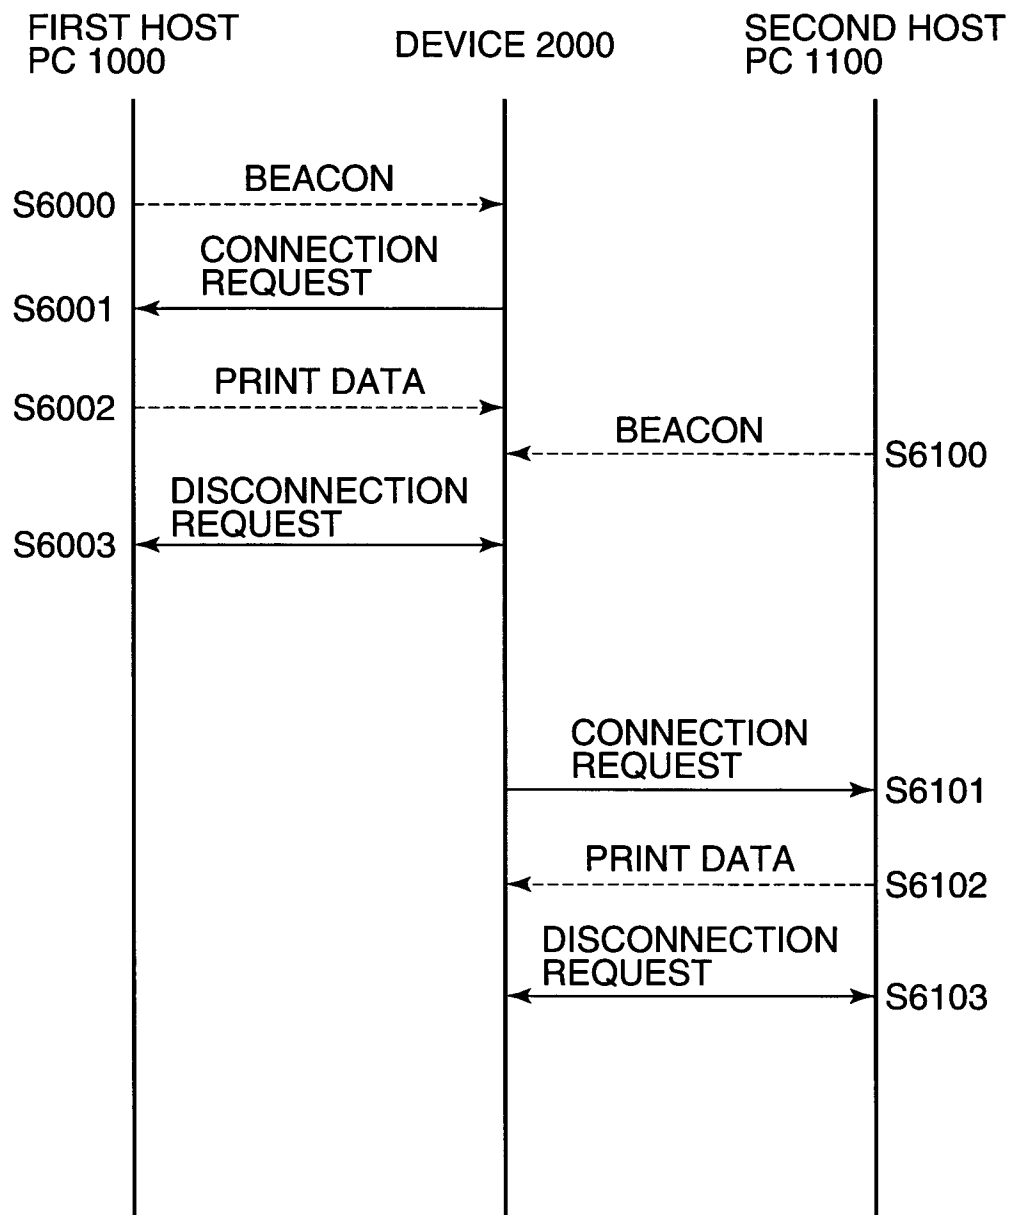 FIRST HOST
PC 1000
DEVICE 2000
SECOND HOST
PC 1100
BEACON
S6000
CONNECTION
REQUEST
S6001
PRINT DATA
S6002
BEACON
S6100
DISCONNECTION
REQUEST
S6003
CONNECTION
REQUEST
S6101
PRINT DATA
S6102
DISCONNECTION
REQUEST
S6103